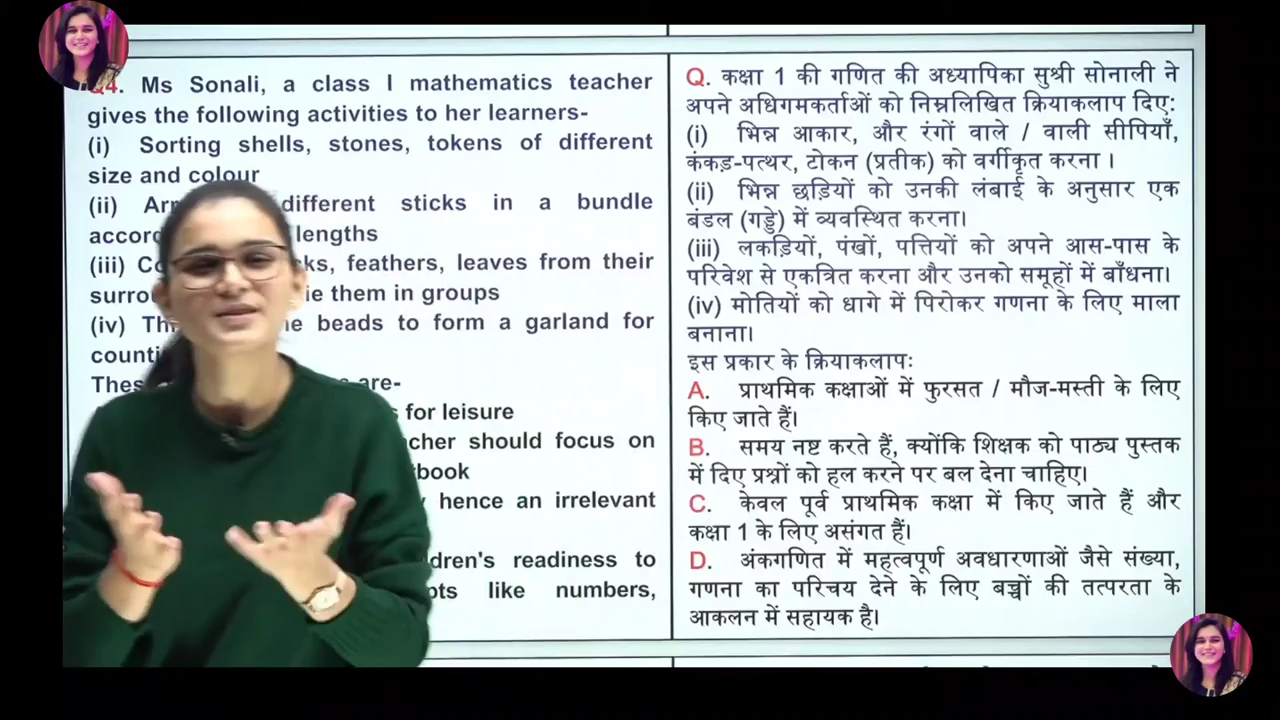 Q4. Ms Sonali, a class I mathematics teacher
gives the following activities to her learners-
(i) Sorting shells, stones, tokens of different
size and colour
(ii) different sticks in a bundle
lengths
(iii) feathers, leaves from their
them in groups
(iv) beads to form a garland for
are-
for leisure
should focus on
hence an irrelevant
readiness to
like numbers,
Q. कक्षा 1 की गणित की अध्यापिका सुश्री सोनाली ने
अपने अधिगमकर्ताओं को निम्नलिखित क्रियाकलाप दिए:
(i) भिन्न आकार, और रंगों वाले / वाली सीपियाँ,
कंकड़-पत्थर, टोकन (प्रतीक) को वर्गीकृत करना ।
(ii) भिन्न छड़ियों को उनकी लंबाई के अनुसार एक
बंडल (गड्डे) में व्यवस्थित करना।
(iii) लकड़ियों, पंखों, पत्तियों को अपने आस-पास के
परिवेश से एकत्रित करना और उनको समूहों में बाँधना।
(iv) मोतियों को धागे में पिरोकर गणना के लिए माला
बनाना।
इस प्रकार के क्रियाकलाप:
A. प्राथमिक कक्षाओं में फुरसत / मौज-मस्ती के लिए
किए जाते हैं।
B. समय नष्ट करते हैं, क्योंकि शिक्षक को पाठ्य पुस्तक
में दिए प्रश्नों को हल करने पर बल देना चाहिए।
C. केवल पूर्व प्राथमिक कक्षा में किए जाते हैं और
कक्षा 1 के लिए असंगत हैं।
D. अंकगणित में महत्वपूर्ण अवधारणाओं जैसे संख्या,
गणना का परिचय देने के लिए बच्चों की तत्परता के
आकलन में सहायक है।